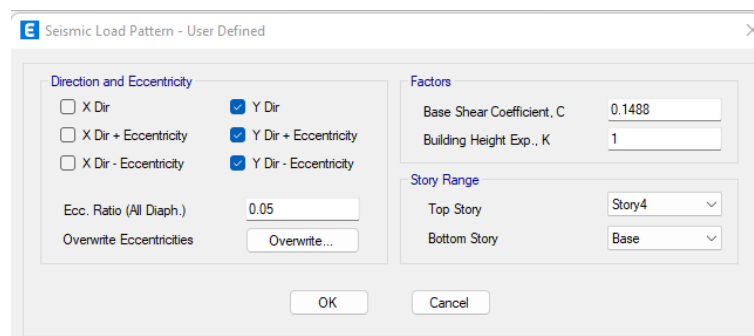 E Seismic Load Pattern - User Defined
Direction and Eccentricity
X Dir
Y Dir
X Dir + Eccentricity
Y Dir + Eccentricity
X Dir - Eccentricity
Y Dir - Eccentricity
Ecc. Ratio (All Diaph.) 0.05
Overwrite Eccentricities Overwrite...
Factors
Base Shear Coefficient, C 0.1488
Building Height Exp., K 1
Story Range
Top Story Story4
Bottom Story Base
OK
Cancel